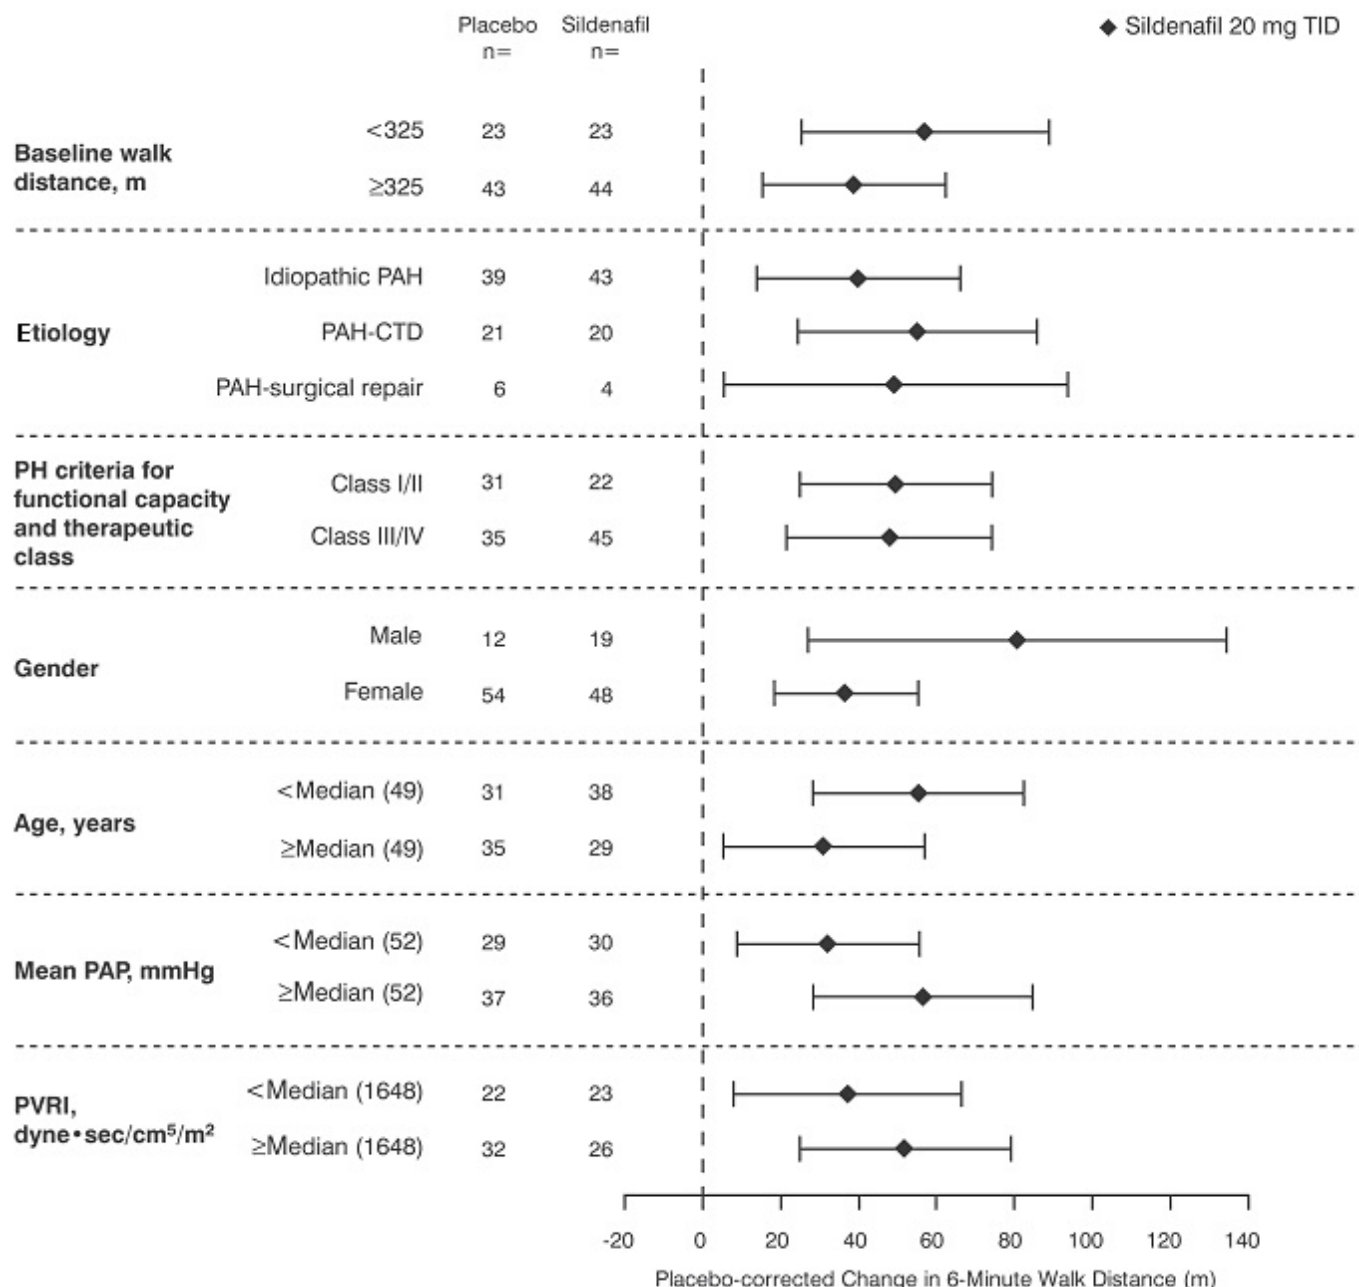 Placebo Sildenafil
n= n=
◆ Sildenafil 20 mg TID
Baseline walk
distance, m
<325 23 23
≥325 43 44
Etiology
Idiopathic PAH 39 43
PAH-CTD 21 20
PAH-surgical repair 6 4
PH criteria for
functional capacity
and therapeutic
class
Class I/II 31 22
Class III/IV 35 45
Gender
Male 12 19
Female 54 48
Age, years
<Median (49) 31 38
≥Median (49) 35 29
Mean PAP, mmHg
<Median (52) 29 30
≥Median (52) 37 36
PVRI,
dyne•sec/cm⁵/m²
<Median (1648) 22 23
≥Median (1648) 32 26
-20 0 20 40 60 80 100 120 140
Placebo-corrected Change in 6-Minute Walk Distance (m)